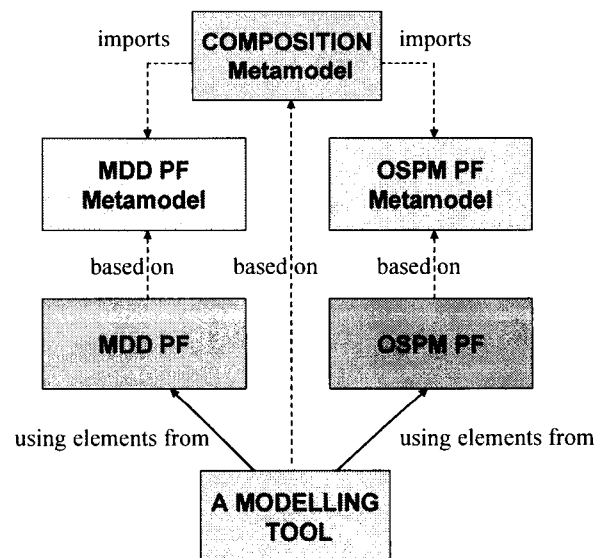 imports
COMPOSITION
Metamodel
imports
MDD PF
Metamodel
OSPM PF
Metamodel
based on
based on
based on
MDD PF
OSPM PF
using elements from
using elements from
A MODELLING
TOOL